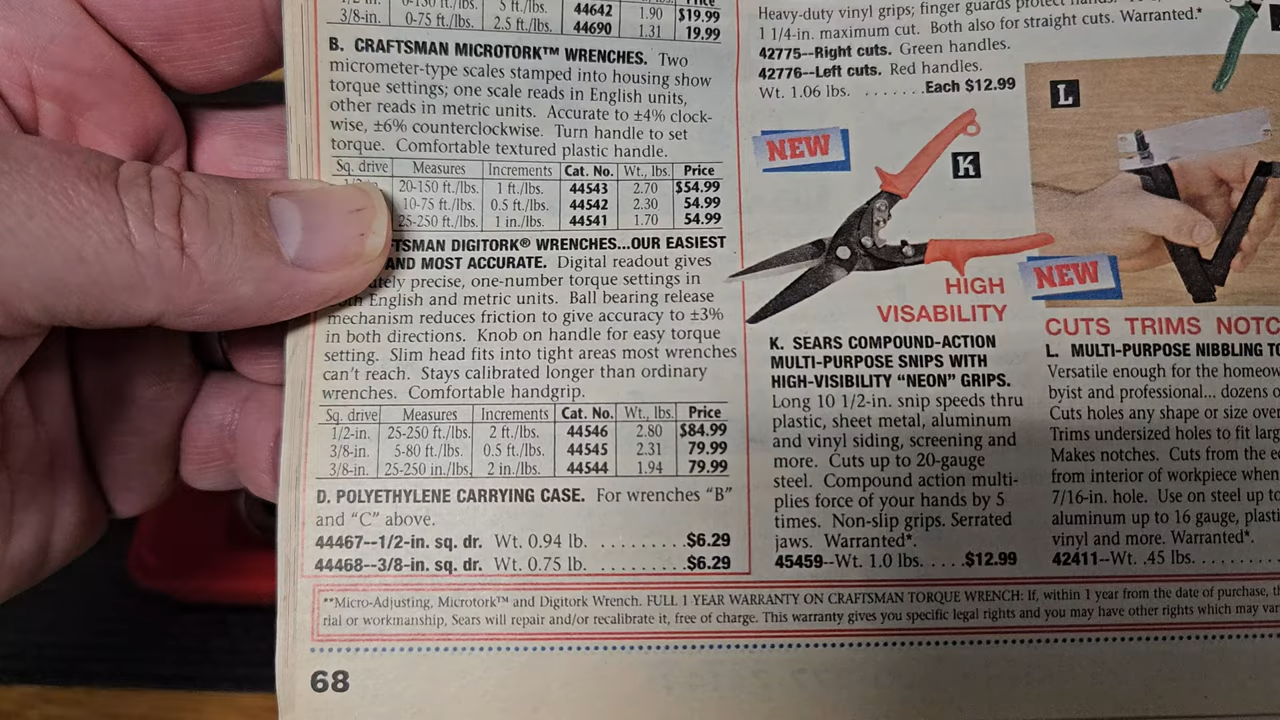 3/8-in. 0-75 ft./lbs. 2.5 ft./lbs. 44690 1.31 19.99
5 ft./lbs. 44642 1.90 $19.99
B. CRAFTSMAN MICROTORK™ WRENCHES. Two
micrometer-type scales stamped into housing show
torque settings; one scale reads in English units,
other reads in metric units. Accurate to ±4% clock-
wise, ±6% counterclockwise. Turn handle to set
torque. Comfortable textured plastic handle.
Sq. drive Measures Increments Cat. No. Wt., lbs. Price
20-150 ft./lbs. 1 ft./lbs. 44543 2.70 $54.99
10-75 ft./lbs. 0.5 ft./lbs. 44542 2.30 54.99
25-250 ft./lbs. 1 in./lbs. 44541 1.70 54.99
DIGITORK® WRENCHES...OUR EASIEST
AND MOST ACCURATE. Digital readout gives
precise, one-number torque settings in
English and metric units. Ball bearing release
mechanism reduces friction to give accuracy to ±3%
in both directions. Knob on handle for easy torque
setting. Slim head fits into tight areas most wrenches
can't reach. Stays calibrated longer than ordinary
wrenches. Comfortable handgrip.
Sq. drive Measures Increments Cat. No. Wt., lbs. Price
1/2-in. 25-250 ft./lbs. 2 ft./lbs. 44546 2.80 $84.99
3/8-in. 5-80 ft./lbs. 0.5 ft./lbs. 44545 2.31 79.99
3/8-in. 25-250 in./lbs. 2 in./lbs. 44544 1.94 79.99
D. POLYETHYLENE CARRYING CASE. For wrenches "B"
and "C" above.
44467--1/2-in. sq. dr. Wt. 0.94 lb. .......... $6.29
44468--3/8-in. sq. dr. Wt. 0.75 lb. .......... $6.29
Heavy-duty vinyl grips; finger guards protect hands.
1 1/4-in. maximum cut. Both also for straight cuts. Warranted.*
42775--Right cuts. Green handles.
42776--Left cuts. Red handles.
Wt. 1.06 lbs. .......Each $12.99
NEW
K
HIGH
VISABILITY
K. SEARS COMPOUND-ACTION
MULTI-PURPOSE SNIPS WITH
HIGH-VISIBILITY "NEON" GRIPS.
Long 10 1/2-in. snip speeds thru
plastic, sheet metal, aluminum
and vinyl siding, screening and
more. Cuts up to 20-gauge
steel. Compound action multi-
plies force of your hands by 5
times. Non-slip grips. Serrated
jaws. Warranted*.
45459--Wt. 1.0 lbs. .....$12.99
L
NEW
CUTS TRIMS
L. MULTI-PURPOSE NIBBLING
Versatile enough for the
byist and professional... dozens
Cuts holes any shape or size
Trims undersized holes to fit
Makes notches. Cuts from the
from interior of workpiece when
7/16-in. hole. Use on steel up to
aluminum up to 16 gauge,
vinyl and more. Warranted*.
42411--Wt. .45 lbs. ....
**Micro-Adjusting, Microtork™ and Digitork Wrench. FULL 1 YEAR WARRANTY ON CRAFTSMAN TORQUE WRENCH: If, within 1 year from the date of purchase,
rial or workmanship, Sears will repair and/or recalibrate it, free of charge. This warranty gives you specific legal rights and you may have other rights which may
68